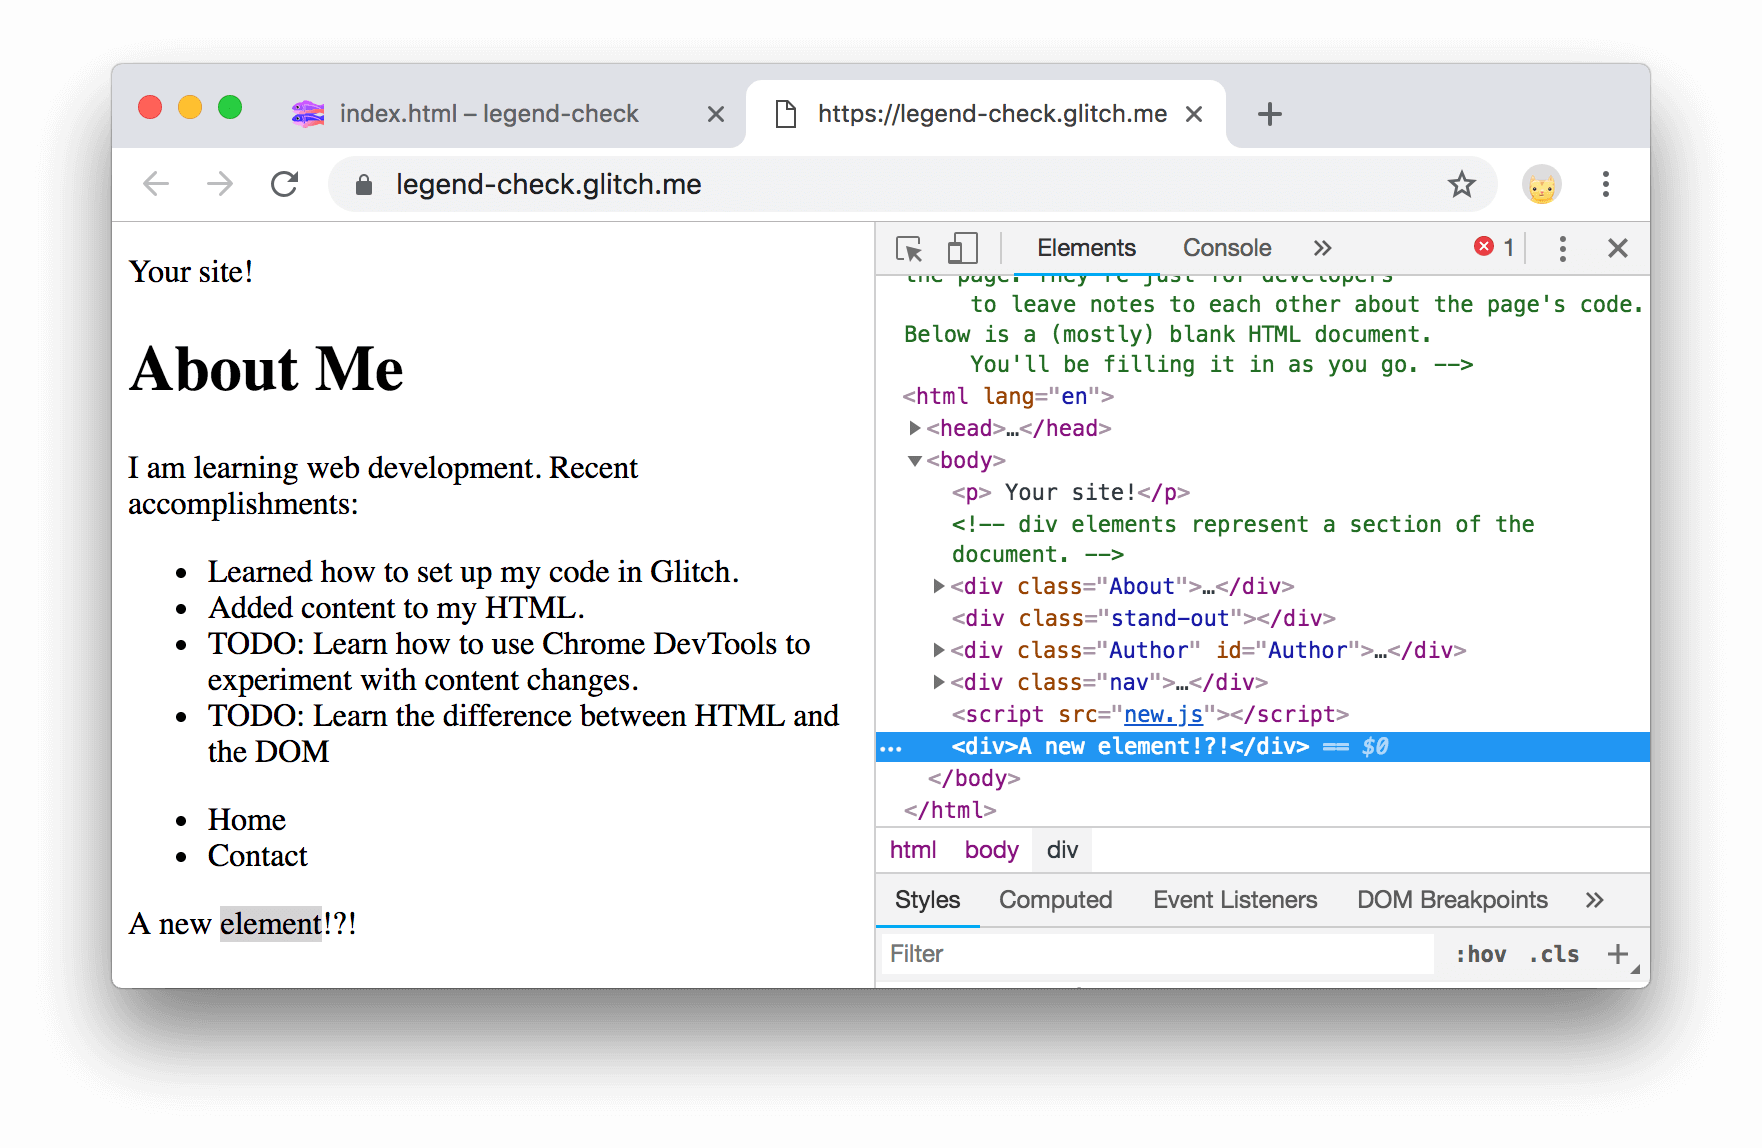 index.html – legend-check
https://legend-check.glitch.me
legend-check.glitch.me
Your site!
About Me
I am learning web development. Recent
accomplishments:
Learned how to set up my code in Glitch.
Added content to my HTML.
TODO: Learn how to use Chrome DevTools to
experiment with content changes.
TODO: Learn the difference between HTML and
the DOM
Home
Contact
A new element!?!
Elements Console » 1
the page. They're just for developers
to leave notes to each other about the page's code.
Below is a (mostly) blank HTML document.
You'll be filling it in as you go. -->
<html lang="en">
<head>…</head>
<body>
<p> Your site!</p>
<!-- div elements represent a section of the
document. -->
<div class="About">…</div>
<div class="stand-out"></div>
<div class="Author" id="Author">…</div>
<div class="nav">…</div>
<script src="new.js"></script>
… <div>A new element!?!</div> == $0
</body>
</html>
html body div
Styles Computed Event Listeners DOM Breakpoints »
Filter :hov .cls +